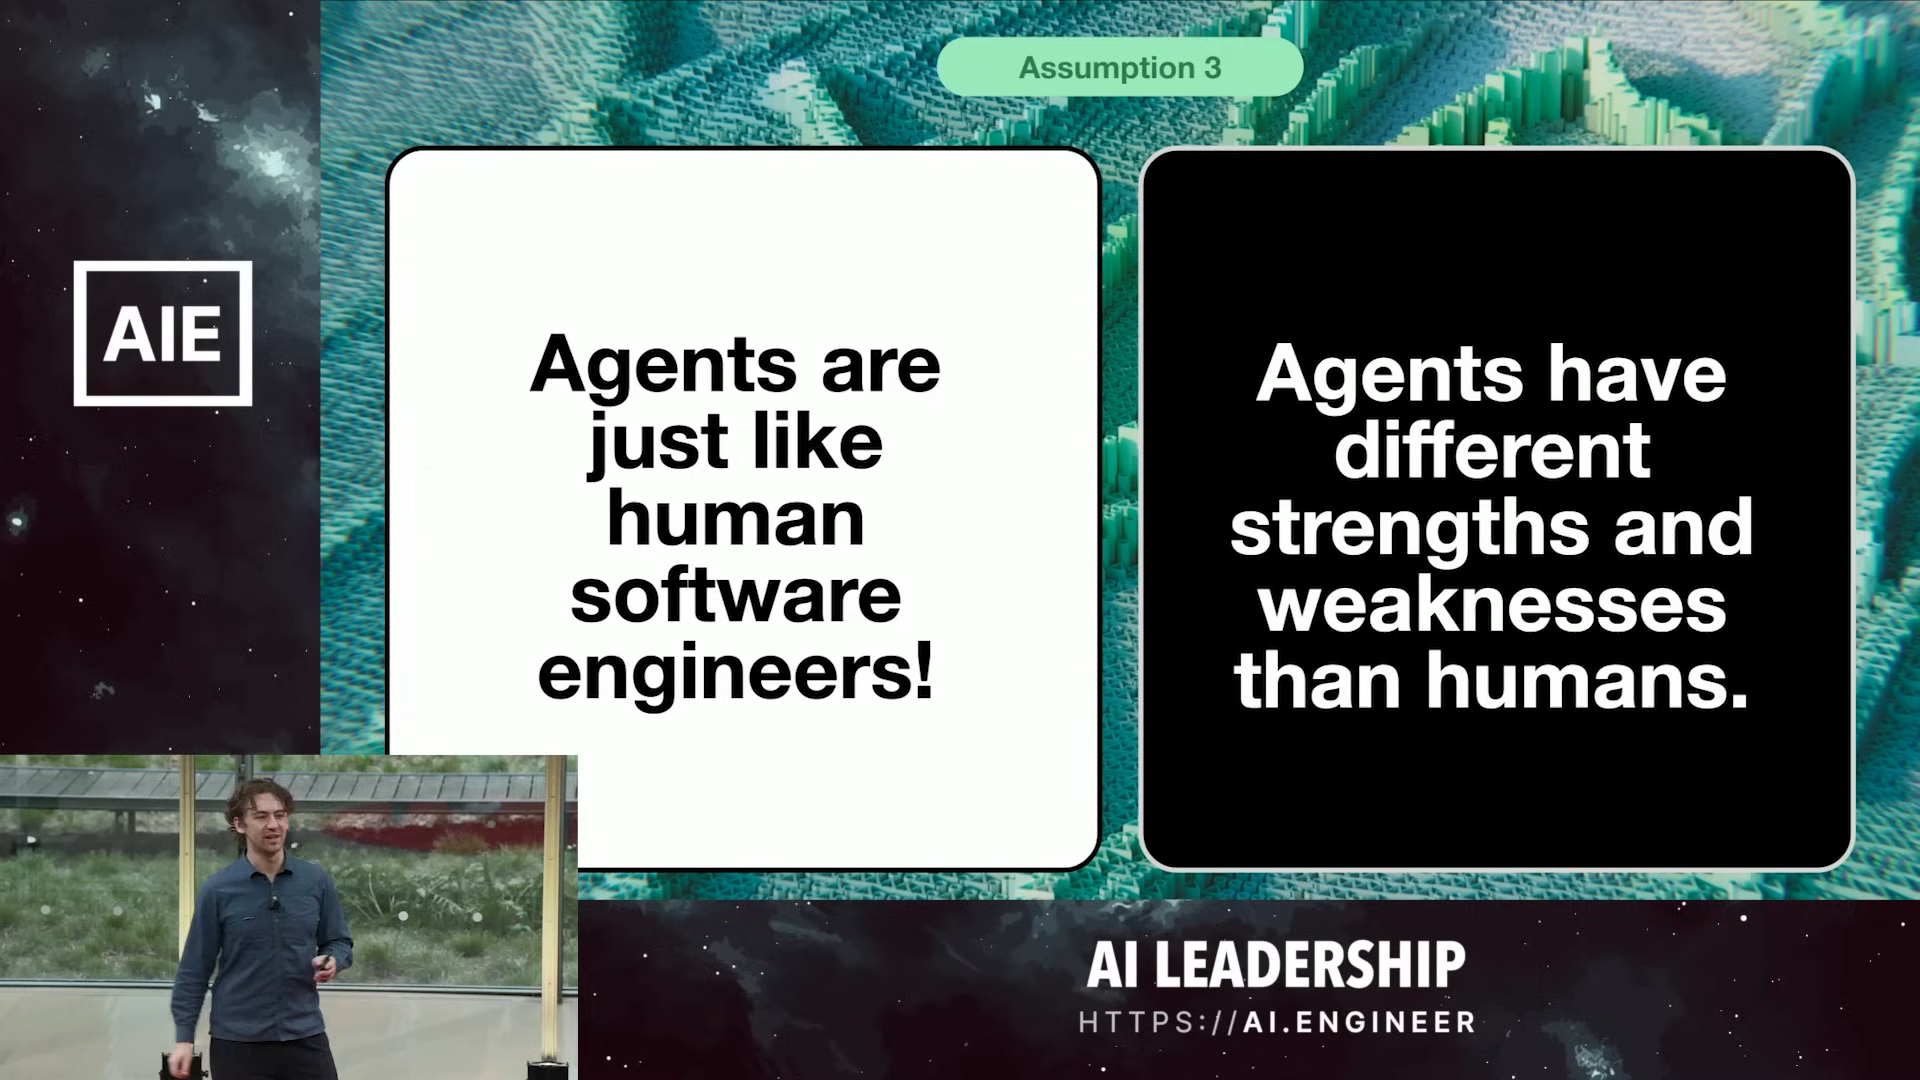 Assumption 3
AIE
Agents are
just like
human
software
engineers!
Agents have
different
strengths and
weaknesses
than humans.
AI LEADERSHIP
HTTPS://AI.ENGINEER